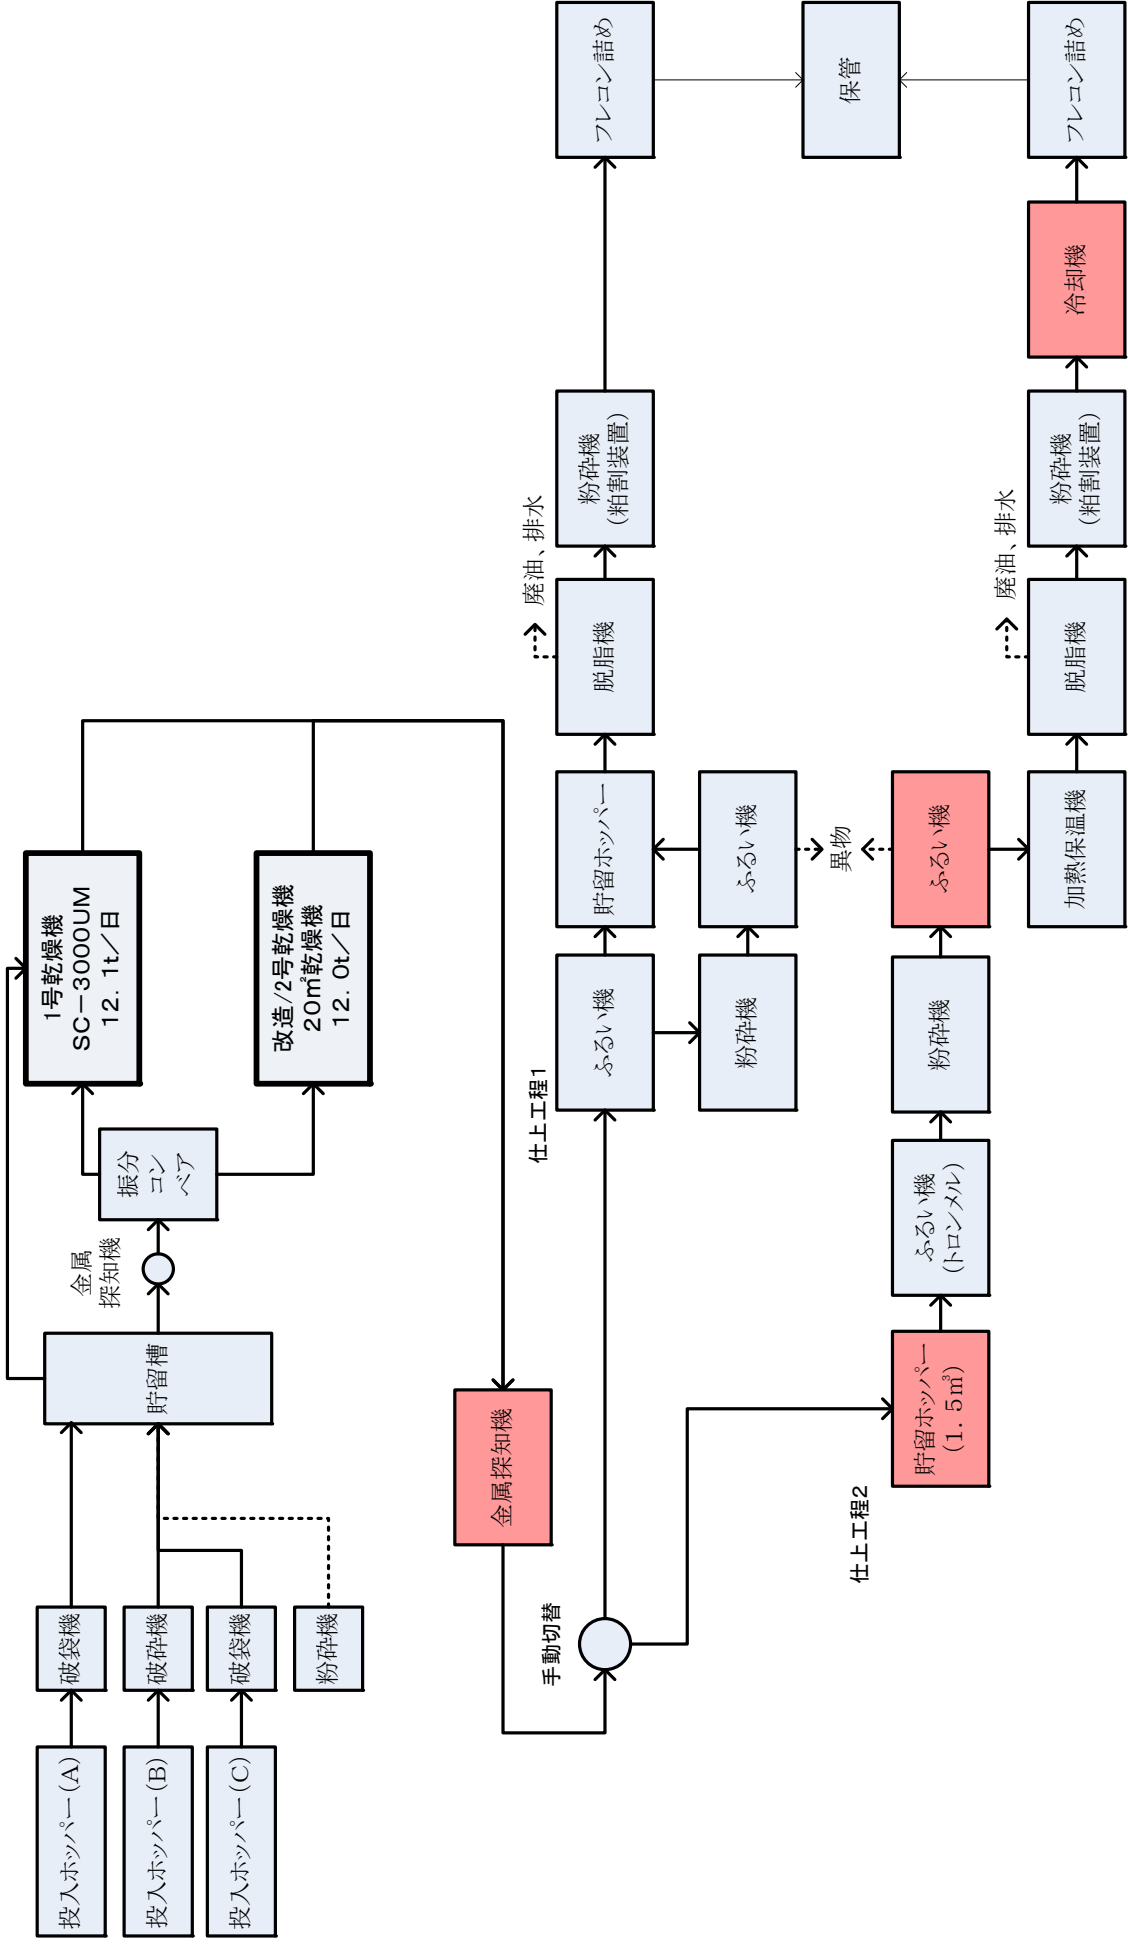 投入ホッパー(A)
破袋機
投入ホッパー(B)
破砕機
投入ホッパー(C)
破袋機
粉砕機
貯留槽
金属
探知機
振分
コン
ベア
1号乾燥機
SC－3000UM
12．1t／日
改造/2号乾燥機
20㎡乾燥機
12．0t／日
金属探知機
手動切替
仕上工程1
ふるい機
粉砕機
貯留ホッパー
ふるい機
異物
脱脂機
廃油、排水
粉砕機
(粕割装置)
フレコン詰め
保管
仕上工程2
貯留ホッパー
(1．5㎥)
ふるい機
(トロンメル)
粉砕機
ふるい機
加熱保温機
脱脂機
廃油、排水
粉砕機
(粕割装置)
冷却機
フレコン詰め